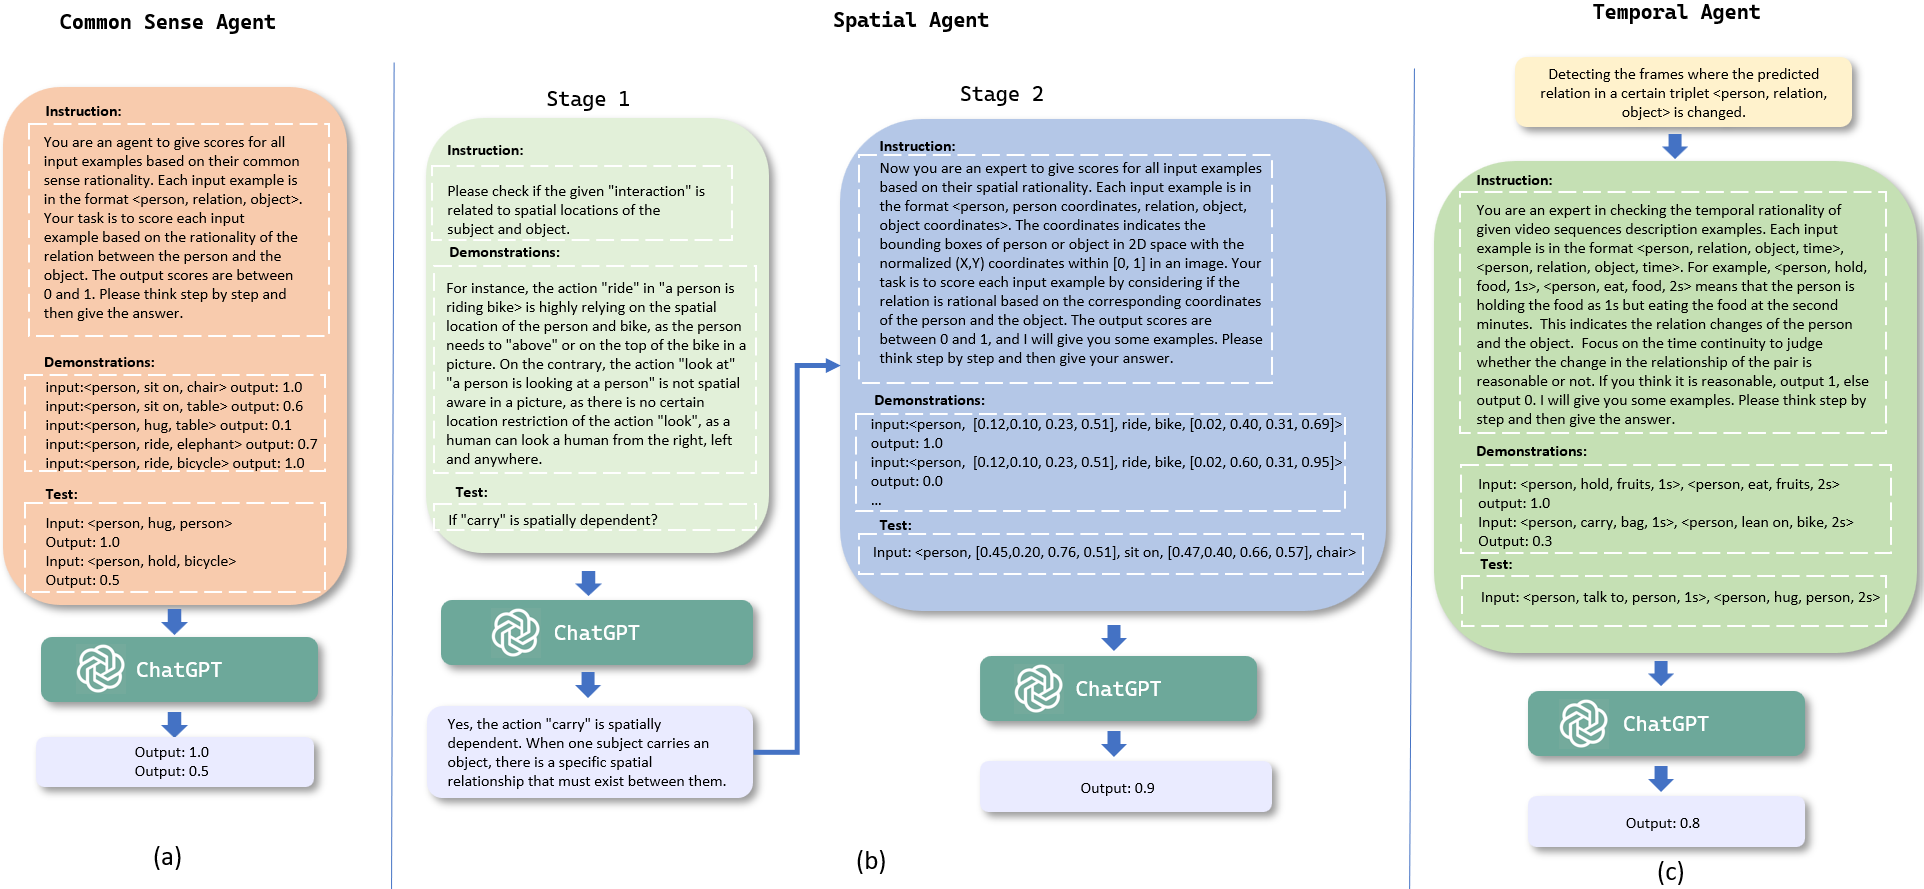 Common Sense Agent
Instruction:
You are an agent to give scores for all
input examples based on their common
sense rationality. Each input example is
in the format <person, relation, object>.
Your task is to score each input
example based on the rationality of the
relation between the person and the
object. The output scores are between
0 and 1. Please think step by step and
then give the answer.
Demonstrations:
input:<person, sit on, chair> output: 1.0
input:<person, sit on, table> output: 0.6
input:<person, hug, table> output: 0.1
input:<person, ride, elephant> output: 0.7
input:<person, ride, bicycle> output: 1.0
Test:
Input: <person, hug, person>
Output: 1.0
Input: <person, hold, bicycle>
Output: 0.5
ChatGPT
Output: 1.0
Output: 0.5
(a)
Spatial Agent
Stage 1
Instruction:
Please check if the given "interaction" is
related to spatial locations of the
subject and object.
Demonstrations:
For instance, the action "ride" in "a person is
riding bike> is highly relying on the spatial
location of the person and bike, as the person
needs to "above" or on the top of the bike in a
picture. On the contrary, the action "look at"
"a person is looking at a person" is not spatial
aware in a picture, as there is no certain
location restriction of the action "look", as a
human can look a human from the right, left
and anywhere.
Test:
If "carry" is spatially dependent?
ChatGPT
Yes, the action "carry" is spatially
dependent. When one subject carries an
object, there is a specific spatial
relationship that must exist between them.
Stage 2
Instruction:
Now you are an expert to give scores for all input examples
based on their spatial rationality. Each input example is in
the format <person, person coordinates, relation, object,
object coordinates>. The coordinates indicates the
bounding boxes of person or object in 2D space with the
normalized (X,Y) coordinates within [0, 1] in an image. Your
task is to score each input example by considering if the
relation is rational based on the corresponding coordinates
of the person and the object. The output scores are
between 0 and 1, and I will give you some examples. Please
think step by step and then give your answer.
Demonstrations:
input:<person, [0.12,0.10, 0.23, 0.51], ride, bike, [0.02, 0.40, 0.31, 0.69]>
output: 1.0
input:<person, [0.12,0.10, 0.23, 0.51], ride, bike, [0.02, 0.60, 0.31, 0.95]>
output: 0.0
...
Test:
Input: <person, [0.45,0.20, 0.76, 0.51], sit on, [0.47,0.40, 0.66, 0.57], chair>
ChatGPT
Output: 0.9
(b)
Temporal Agent
Detecting the frames where the predicted
relation in a certain triplet <person, relation,
object> is changed.
Instruction:
You are an expert in checking the temporal rationality of
given video sequences description examples. Each input
example is in the format <person, relation, object, time>,
<person, relation, object, time>. For example, <person, hold,
food, 1s>, <person, eat, food, 2s> means that the person is
holding the food as 1s but eating the food at the second
minutes. This indicates the relation changes of the person
and the object. Focus on the time continuity to judge
whether the change in the relationship of the pair is
reasonable or not. If you think it is reasonable, output 1, else
output 0. I will give you some examples. Please think step by
step and then give the answer.
Demonstrations:
Input: <person, hold, fruits, 1s>, <person, eat, fruits, 2s>
output: 1.0
Input: <person, carry, bag, 1s>, <person, lean on, bike, 2s>
Output: 0.3
Test:
Input: <person, talk to, person, 1s>, <person, hug, person, 2s>
ChatGPT
Output: 0.8
(c)